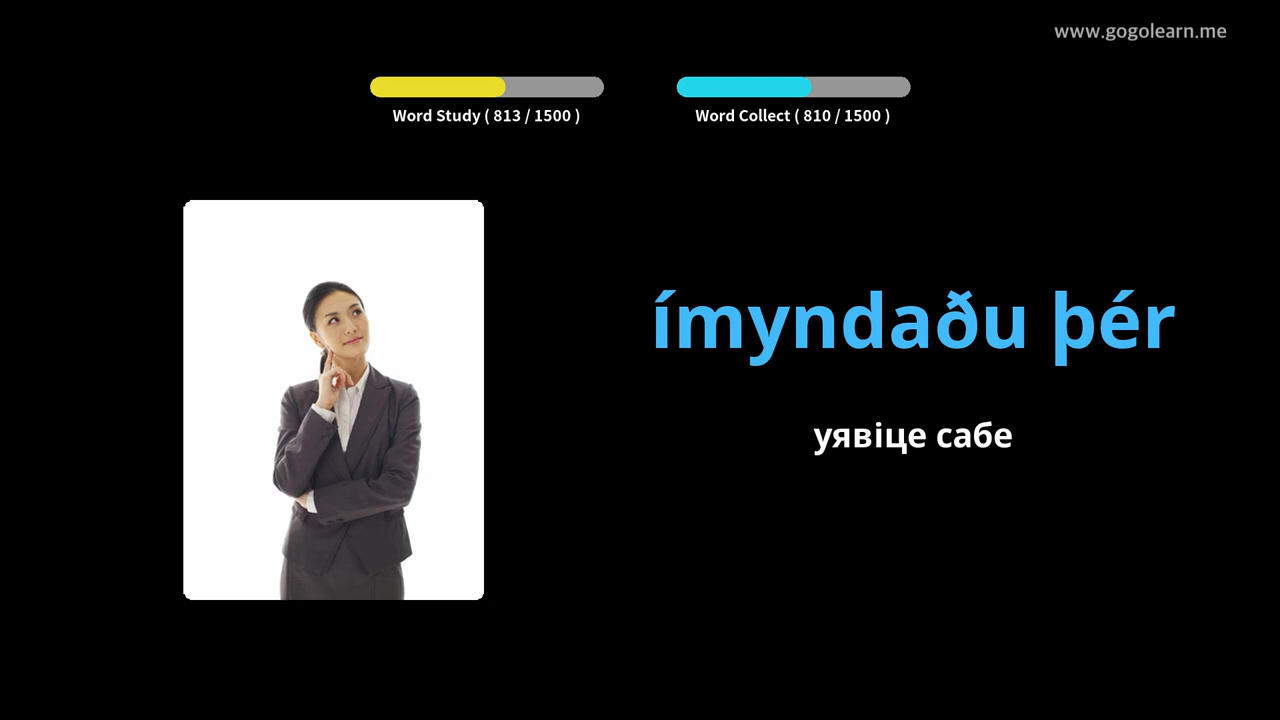 www.gogolearn.me
Word Study ( 813 / 1500 )
Word Collect ( 810 / 1500 )
ímyndaðu þér
уявіце сабе